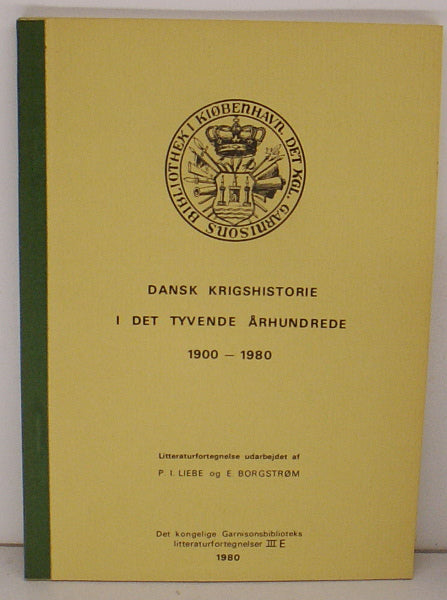 DET KGL. GARNISONS BIBLIOTHEK I KIØBENHAVN
DANSK KRIGSHISTORIE
I DET TYVENDE ÅRHUNDREDE
1900 – 1980
Litteraturfortegnelse udarbejdet af
P. I. LIEBE og E. BORGSTRØM
Det kongelige Garnisonsbiblioteks
litteraturfortegnelser III E
1980